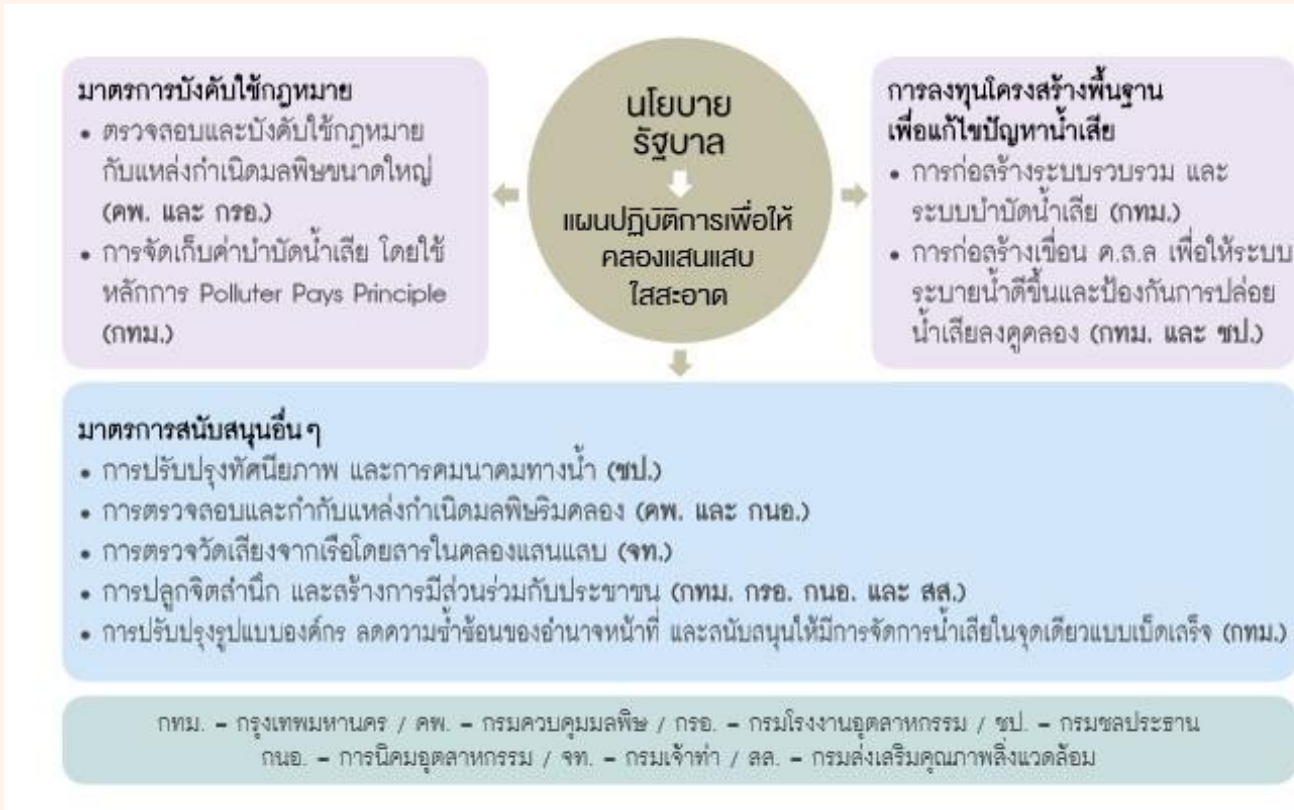 มาตรการบังคับใช้กฎหมาย
• ตรวจสอบและบังคับใช้กฎหมาย
กับแหล่งกำเนิดมลพิษขนาดใหญ่
(คพ. และ กรอ.)
• การจัดเก็บค่าบำบัดน้ำเสีย โดยใช้
หลักการ Polluter Pays Principle
(กทม.)
นโยบาย
รัฐบาล
แผนปฏิบัติการเพื่อให้
คลองแสนแสบ
ใสสะอาด
การลงทุนโครงสร้างพื้นฐาน
เพื่อแก้ไขปัญหาน้ำเสีย
• การก่อสร้างระบบรวบรวม และ
ระบบบำบัดน้ำเสีย (กทม.)
• การก่อสร้างเขื่อน ค.ส.ล เพื่อให้ระบบ
ระบายน้ำดีขึ้นและป้องกันการปล่อย
น้ำเสียลงคูคลอง (กทม. และ ชป.)
มาตรการสนับสนุนอื่นๆ
• การปรับปรุงทัศนียภาพ และการคมนาคมทางน้ำ (ชป.)
• การตรวจสอบและกำกับแหล่งกำเนิดมลพิษริมคลอง (คพ. และ กนอ.)
• การตรวจวัดเสียงจากเรือโดยสารในคลองแสนแสบ (จท.)
• การปลูกจิตสำนึก และสร้างการมีส่วนร่วมกับประชาชน (กทม. กรอ. กนอ. และ สส.)
• การปรับปรุงรูปแบบองค์กร ลดความซ้ำซ้อนของอำนาจหน้าที่ และสนับสนุนให้มีการจัดการน้ำเสียในจุดเดียวแบบเบ็ดเสร็จ (กทม.)
กทม. – กรุงเทพมหานคร / คพ. – กรมควบคุมมลพิษ / กรอ. – กรมโรงงานอุตสาหกรรม / ชป. – กรมชลประธาน
กนอ. – การนิคมอุตสาหกรรม / จท. – กรมเจ้าท่า / สส. – กรมส่งเสริมคุณภาพสิ่งแวดล้อม